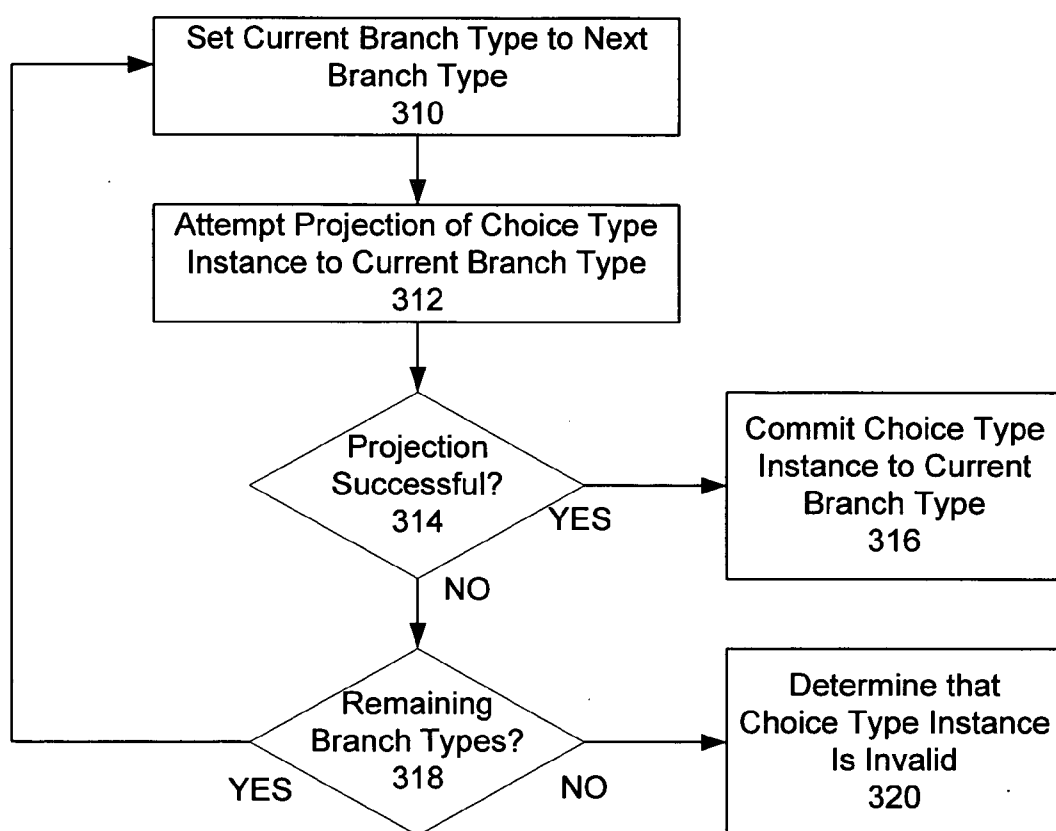 Set Current Branch Type to Next
Branch Type
310
Attempt Projection of Choice Type
Instance to Current Branch Type
312
Projection
Successful?
314
YES
NO
Commit Choice Type
Instance to Current
Branch Type
316
Remaining
Branch Types?
318
YES
NO
Determine that
Choice Type Instance
Is Invalid
320